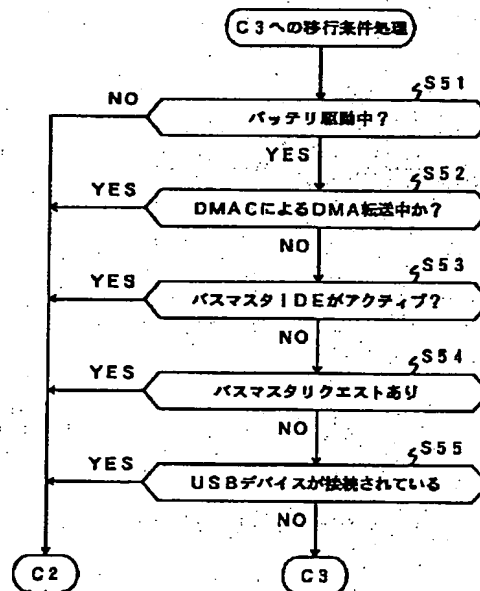 C3への移行条件処理
S51
NO
バッテリ駆動中?
YES
S52
YES
DMACによるDMA転送中か?
NO
S53
YES
バスマスタIDEがアクティブ?
NO
S54
YES
バスマスタリクエストあり
NO
S55
YES
USBデバイスが接続されている
NO
C2
C3